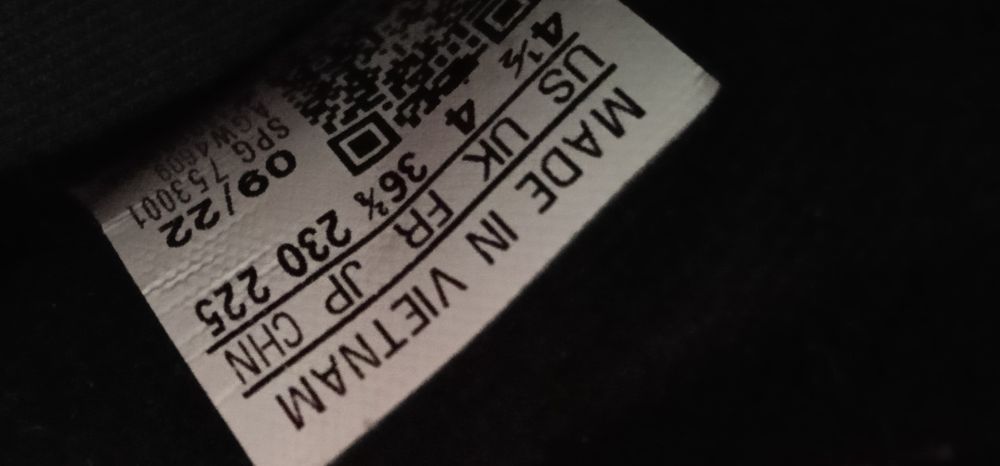 MADE IN VIETNAM
US UK FR JP CHN
4½ 4 36⅔ 230 225
09/22
SPG 753001